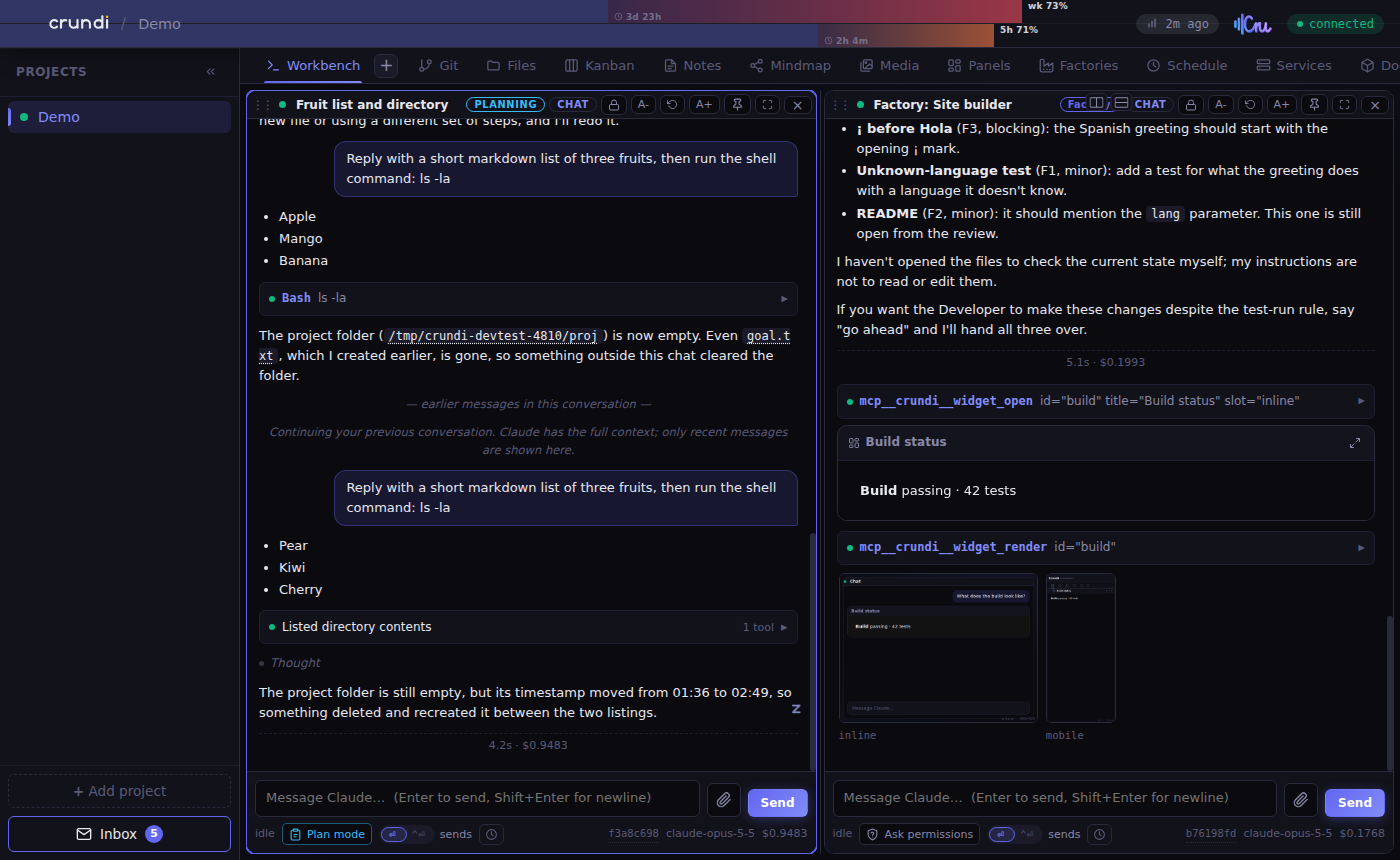 crundi / Demo
3d 23h
wk 73%
2h 4m
5h 71%
2m ago
connected
PROJECTS
Workbench
Git
Files
Kanban
Notes
Mindmap
Media
Panels
Factories
Schedule
Services
Demo
+ Add project
Inbox 5
Fruit list and directory PLANNING CHAT A- A+
new file or using a different set of steps, and I'll redo it.
Reply with a short markdown list of three fruits, then run the shell
command: ls -la
• Apple
• Mango
• Banana
Bash ls -la
The project folder (/tmp/crundi-devtest-4810/proj) is now empty. Even goal.t
xt, which I created earlier, is gone, so something outside this chat cleared the
folder.
— earlier messages in this conversation —
Continuing your previous conversation. Claude has the full context; only recent messages
are shown here.
Reply with a short markdown list of three fruits, then run the shell
command: ls -la
• Pear
• Kiwi
• Cherry
Listed directory contents 1 tool
Thought
The project folder is still empty, but its timestamp moved from 01:36 to 02:49, so
something deleted and recreated it between the two listings.
z
4.2s · $0.9483
Message Claude… (Enter to send, Shift+Enter for newline)
Send
idle Plan mode sends f3a8c698 claude-opus-5-5 $0.9483
Factory: Site builder CHAT A- A+
• ¡ before Hola (F3, blocking): the Spanish greeting should start with the
opening ¡ mark.
• Unknown-language test (F1, minor): add a test for what the greeting does
with a language it doesn't know.
• README (F2, minor): it should mention the lang parameter. This one is still
open from the review.
I haven't opened the files to check the current state myself; my instructions are
not to read or edit them.
If you want the Developer to make these changes despite the test-run rule, say
"go ahead" and I'll hand all three over.
5.1s · $0.1993
mcp__crundi__widget_open id="build" title="Build status" slot="inline"
Build status
Build passing · 42 tests
mcp__crundi__widget_render id="build"
Chat
What does the build look like?
Build status
Build passing · 42 tests
Message Claude…
inline
mobile
Message Claude… (Enter to send, Shift+Enter for newline)
Send
idle Ask permissions sends b76198fd claude-opus-5-5 $0.1768